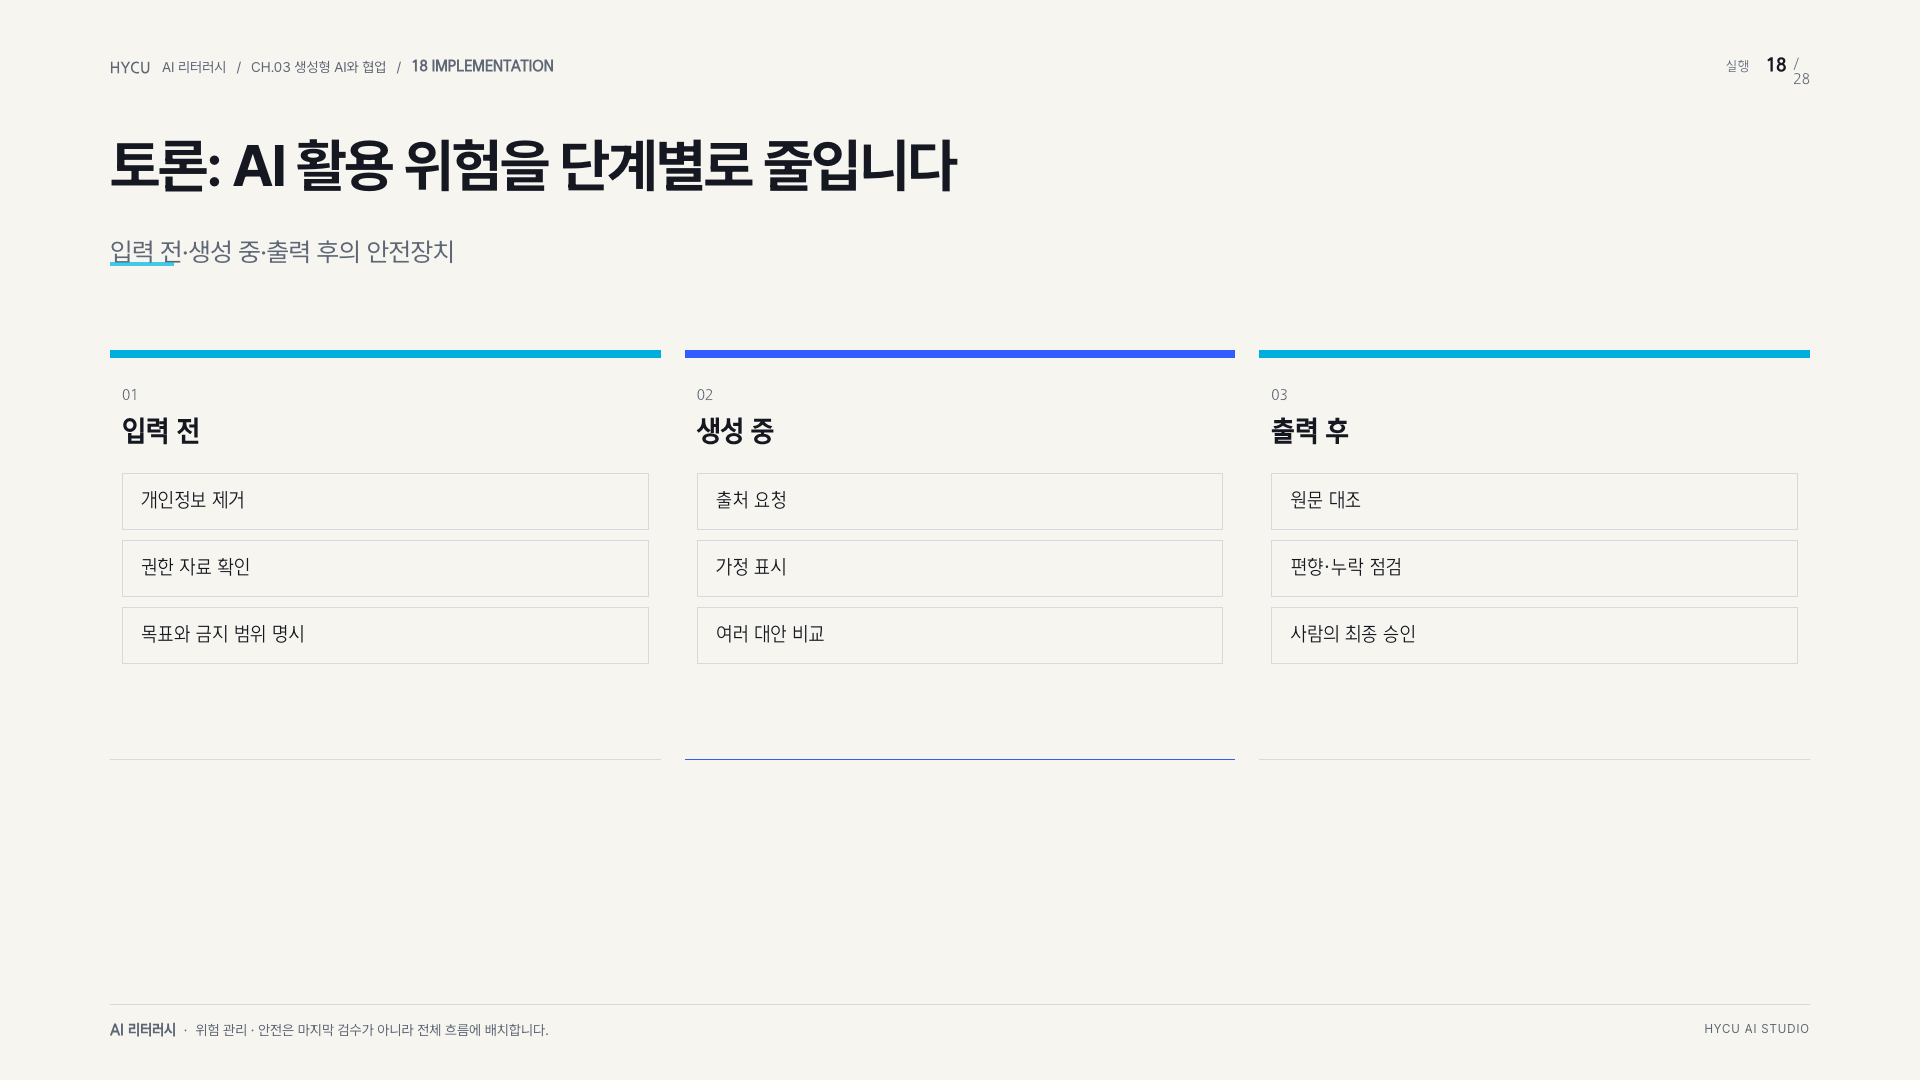 HYCU AI 리터러시 / CH.03 생성형 AI와 협업 / 18 IMPLEMENTATION
실행 18 / 28
토론: AI 활용 위험을 단계별로 줄입니다
입력 전·생성 중·출력 후의 안전장치
01
입력 전
개인정보 제거
권한 자료 확인
목표와 금지 범위 명시
02
생성 중
출처 요청
가정 표시
여러 대안 비교
03
출력 후
원문 대조
편향·누락 점검
사람의 최종 승인
AI 리터러시 · 위험 관리 · 안전은 마지막 검수가 아니라 전체 흐름에 배치합니다.
HYCU AI STUDIO